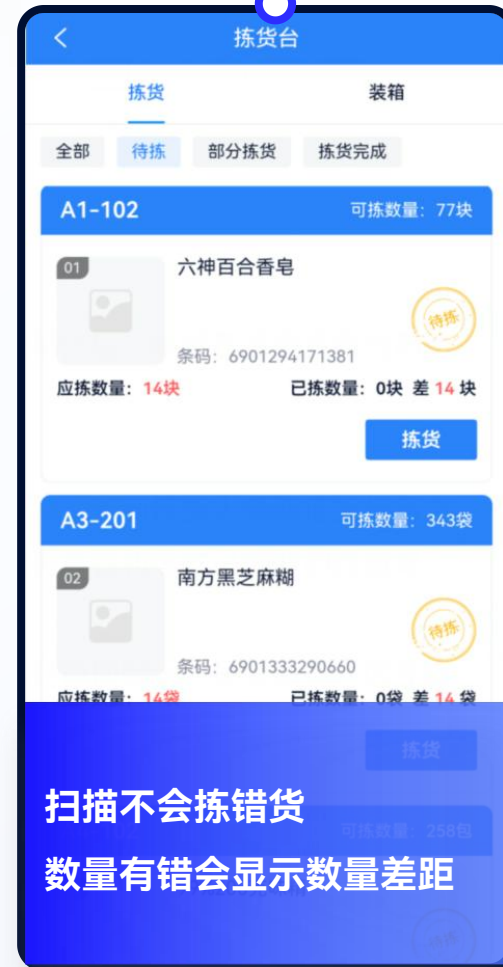 拣货台
拣货 装箱
全部 待拣 部分拣货 拣货完成
A1-102 可拣数量：77块
01 六神百合香皂
待拣
条码：6901294171381
应拣数量：14块 已拣数量：0块 差 14 块
拣货
A3-201 可拣数量：343袋
02 南方黑芝麻糊
待拣
条码：6901333290660
应拣数量：14袋 已拣数量：0袋 差 14 袋
拣货
扫描不会拣错货
可拣数量：258包
数量有错会显示数量差距
待拣